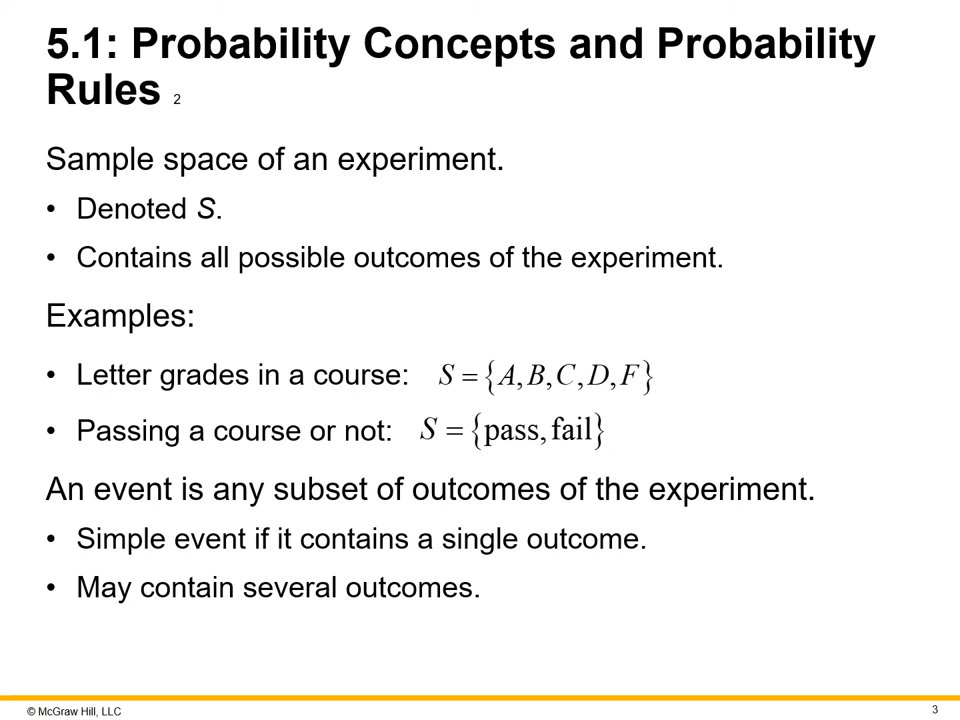 5.1: Probability Concepts and Probability
Rules 2
Sample space of an experiment.
• Denoted S.
• Contains all possible outcomes of the experiment.
Examples:
• Letter grades in a course: S = {A, B, C, D, F}
• Passing a course or not: S = {pass, fail}
An event is any subset of outcomes of the experiment.
• Simple event if it contains a single outcome.
• May contain several outcomes.
© McGraw Hill, LLC
3